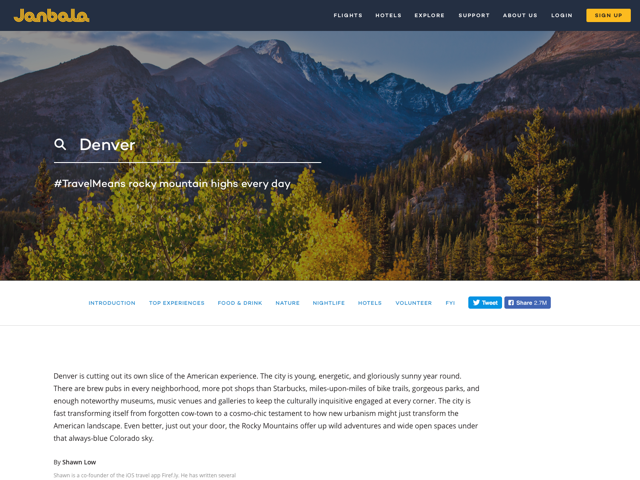 Janbala
FLIGHTS HOTELS EXPLORE SUPPORT ABOUT US LOGIN SIGN UP
Denver
#TravelMeans rocky mountain highs every day.
INTRODUCTION TOP EXPERIENCES FOOD & DRINK NATURE NIGHTLIFE HOTELS VOLUNTEER FYI Tweet Share 2.7M
Denver is cutting out its own slice of the American experience. The city is young, energetic, and gloriously sunny year round.
There are brew pubs in every neighborhood, more pot shops than Starbucks, miles-upon-miles of bike trails, gorgeous parks, and
enough noteworthy museums, music venues and galleries to keep the culturally inquisitive engaged at every corner. The city is
fast transforming itself from forgotten cow-town to a cosmo-chic testament to how new urbanism might just transform the
American landscape. Even better, just out your door, the Rocky Mountains offer up wild adventures and wide open spaces under
that always-blue Colorado sky.
By Shawn Low
Shawn is a co-founder of the iOS travel app Firef.ly. He has written several